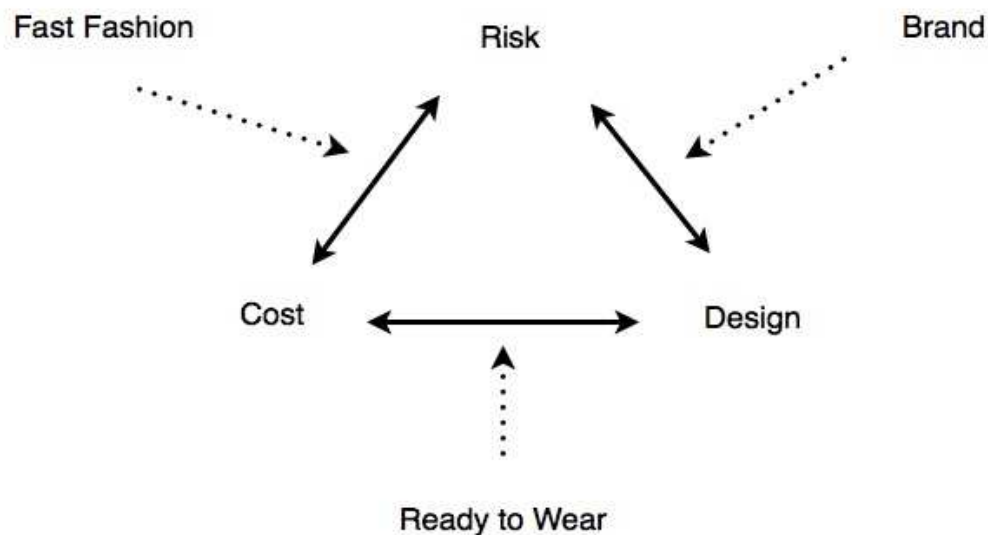 Fast Fashion
Risk
Brand
Cost
Design
Ready to Wear